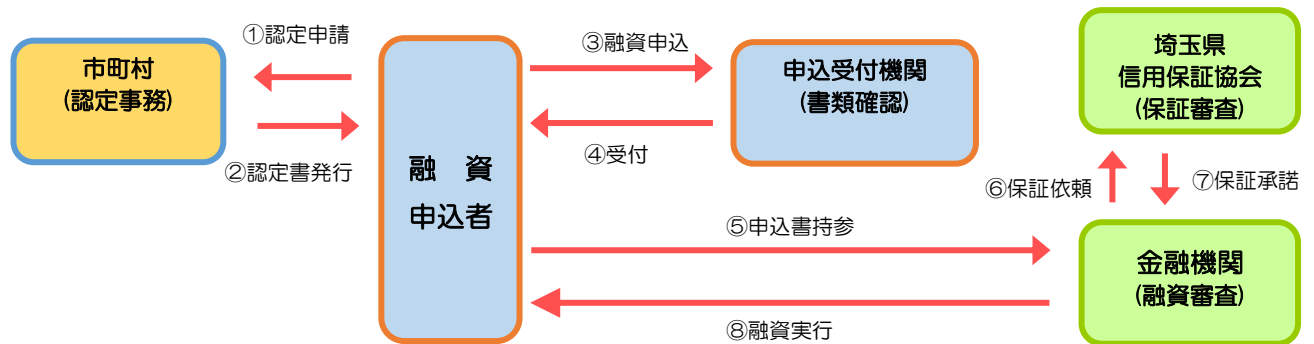 ①認定申請
市町村
(認定事務)
②認定書発行
融　資
申込者
③融資申込
申込受付機関
(書類確認)
④受付
⑤申込書持参
埼玉県
信用保証協会
(保証審査)
⑥保証依頼
⑦保証承諾
金融機関
(融資審査)
⑧融資実行